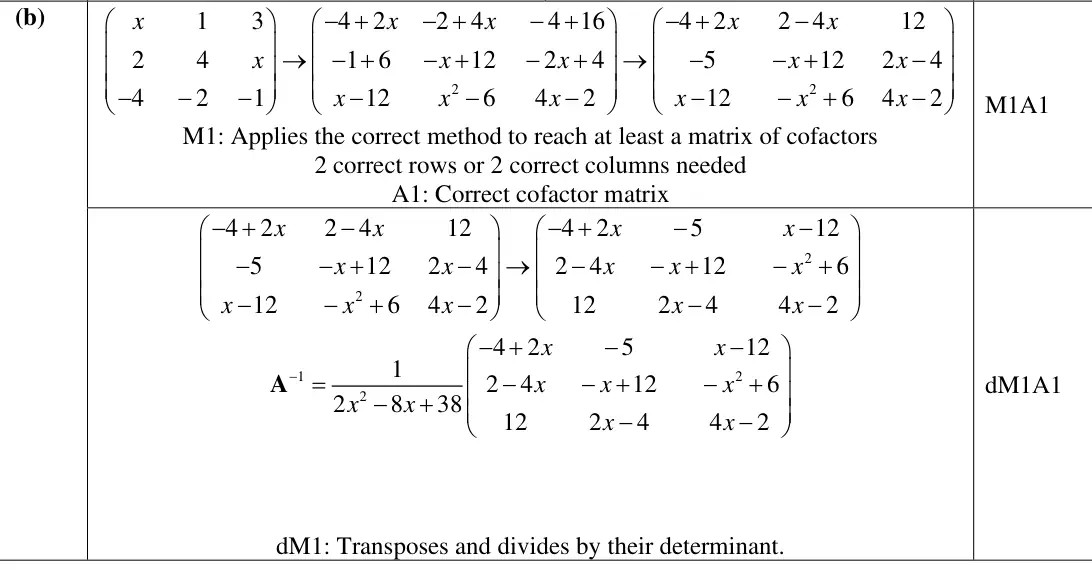 (b)
( x 1 3 ; 2 4 x ; −4 −2 −1 ) → ( −4+2x −2+4x −4+16 ; −1+6 −x+12 −2x+4 ; x−12 x²−6 4x−2 ) → ( −4+2x 2−4x 12 ; −5 −x+12 2x−4 ; x−12 −x²+6 4x−2 )
M1: Applies the correct method to reach at least a matrix of cofactors
2 correct rows or 2 correct columns needed
A1: Correct cofactor matrix
M1A1
( −4+2x 2−4x 12 ; −5 −x+12 2x−4 ; x−12 −x²+6 4x−2 ) → ( −4+2x −5 x−12 ; 2−4x −x+12 −x²+6 ; 12 2x−4 4x−2 )
A⁻¹ = 1/(2x²−8x+38) ( −4+2x −5 x−12 ; 2−4x −x+12 −x²+6 ; 12 2x−4 4x−2 )
dM1A1
dM1: Transposes and divides by their determinant.